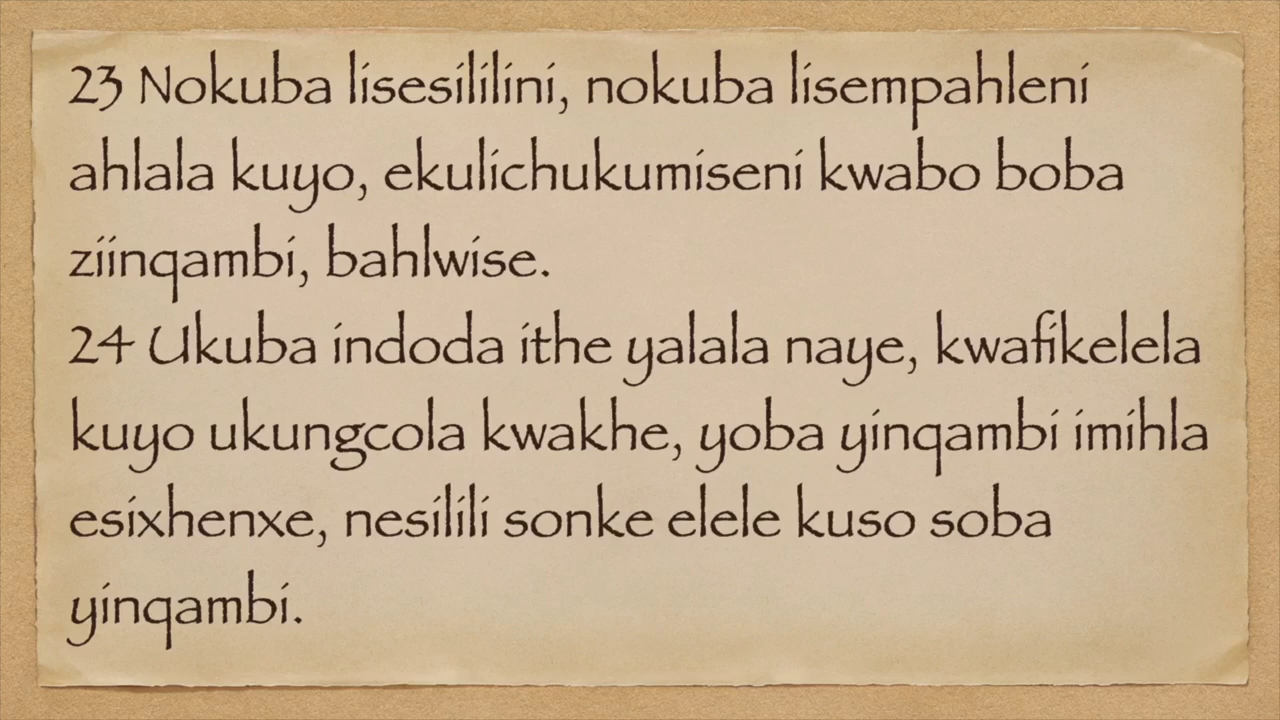 23 Nokuba lisesililini, nokuba lisempahleni
ahlala kuyo, ekulichukumiseni kwabo boba
ziinqambi, bahlwise.
24 Ukuba indoda ithe yalala naye, kwafikelela
kuyo ukungcola kwakhe, yoba yinqambi imihla
esixhenxe, nesilili sonke elele kuso soba
yinqambi.